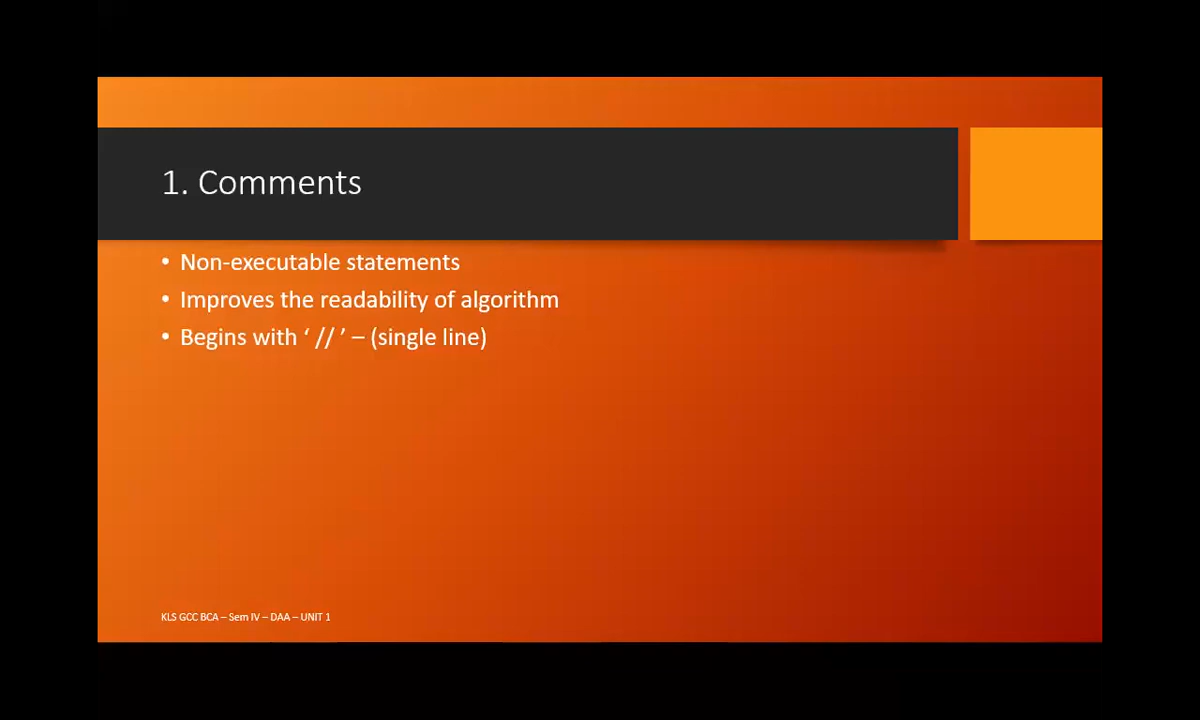 1. Comments
• Non-executable statements
• Improves the readability of algorithm
• Begins with ‘ // ’ – (single line)
KLS GCC BCA – Sem IV – DAA – UNIT 1